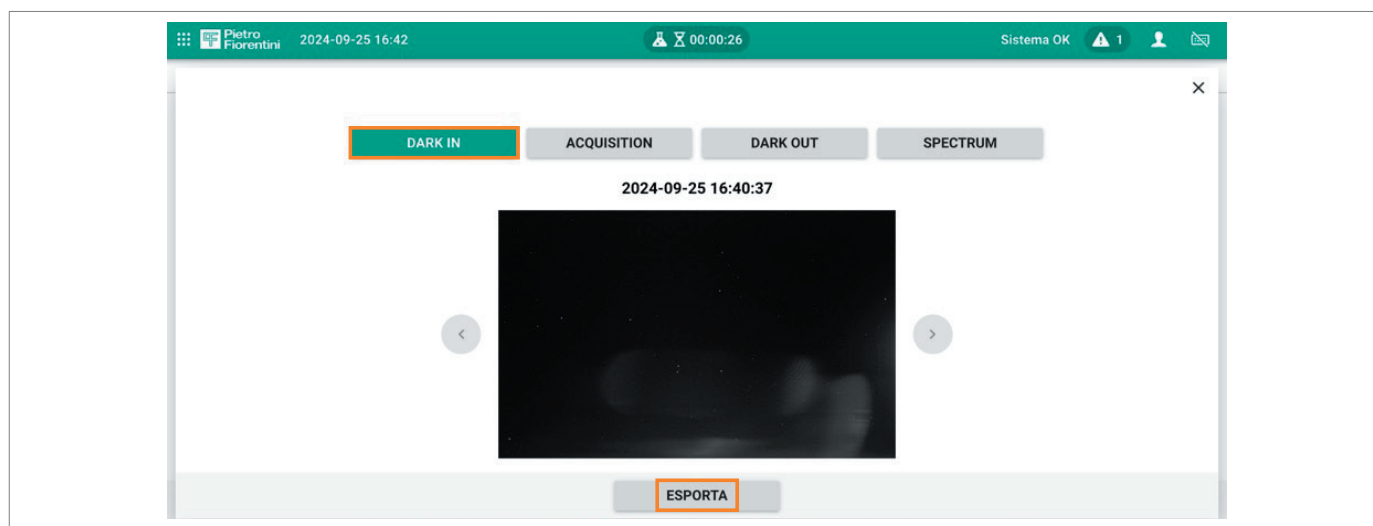 Pietro
Fiorentini
2024-09-25 16:42
00:00:26
Sistema OK
1
DARK IN
ACQUISITION
DARK OUT
SPECTRUM
2024-09-25 16:40:37
ESPORTA